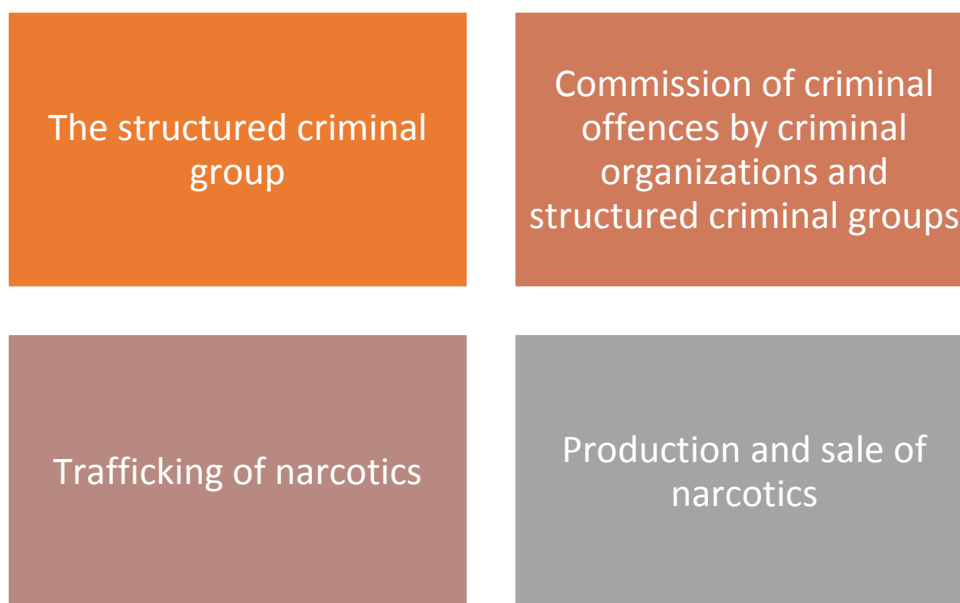 The structured criminal
group
Commission of criminal
offences by criminal
organizations and
structured criminal groups
Trafficking of narcotics
Production and sale of
narcotics